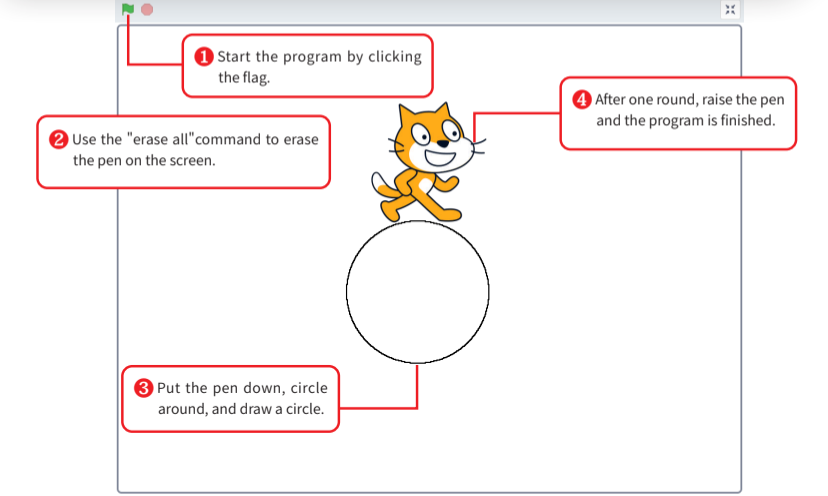 1 Start the program by clicking
the flag.
2 Use the "erase all"command to erase
the pen on the screen.
3 Put the pen down, circle
around, and draw a circle.
4 After one round, raise the pen
and the program is finished.